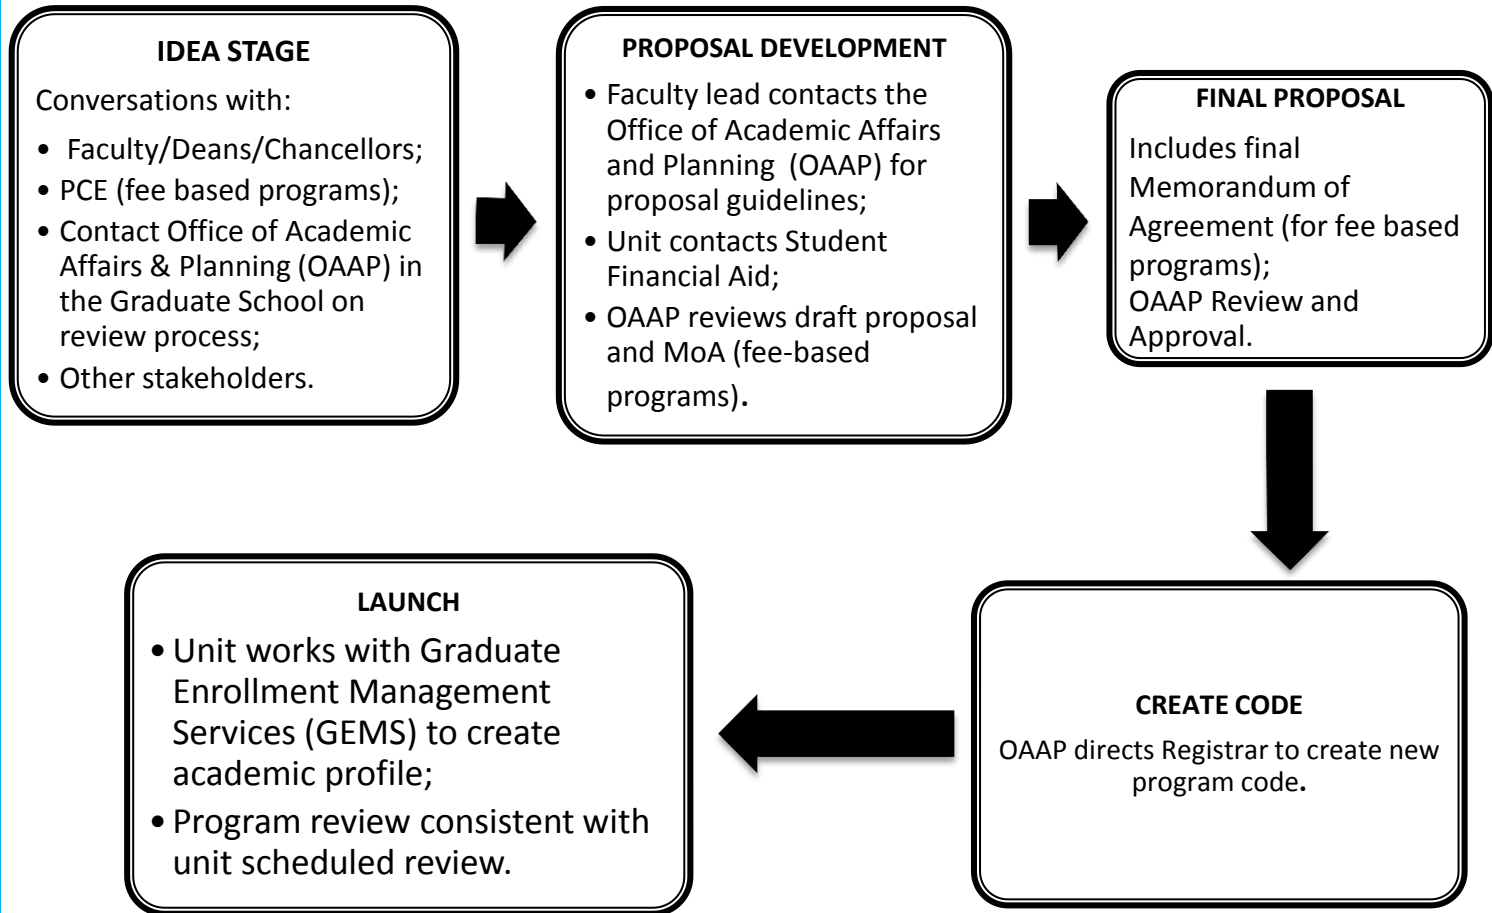 IDEA STAGE
Conversations with:
• Faculty/Deans/Chancellors;
• PCE (fee based programs);
• Contact Office of Academic
Affairs & Planning (OAAP) in
the Graduate School on
review process;
• Other stakeholders.
PROPOSAL DEVELOPMENT
• Faculty lead contacts the
Office of Academic Affairs
and Planning (OAAP) for
proposal guidelines;
• Unit contacts Student
Financial Aid;
• OAAP reviews draft proposal
and MoA (fee-based
programs).
FINAL PROPOSAL
Includes final
Memorandum of
Agreement (for fee based
programs);
OAAP Review and
Approval.
LAUNCH
• Unit works with Graduate
Enrollment Management
Services (GEMS) to create
academic profile;
• Program review consistent with
unit scheduled review.
CREATE CODE
OAAP directs Registrar to create new
program code.